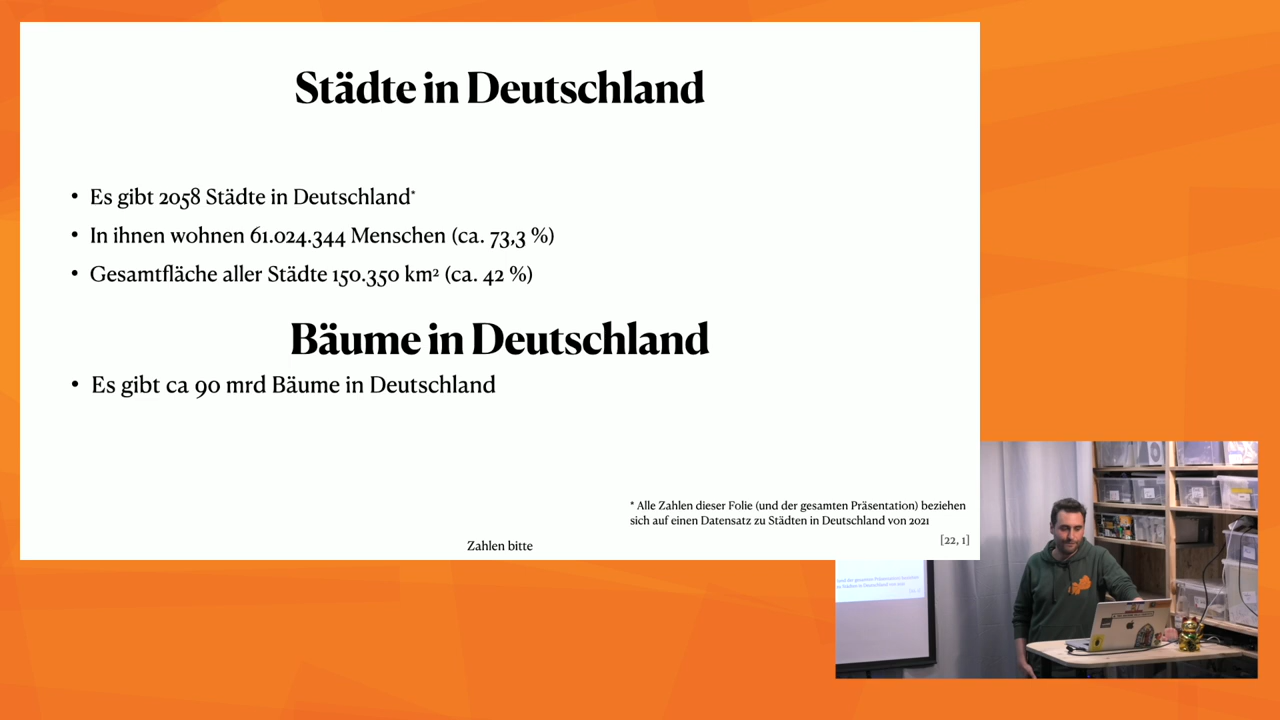 Städte in Deutschland
• Es gibt 2058 Städte in Deutschland*
• In ihnen wohnen 61.024.344 Menschen (ca. 73,3 %)
• Gesamtfläche aller Städte 150.350 km² (ca. 42 %)
Bäume in Deutschland
• Es gibt ca 90 mrd Bäume in Deutschland
* Alle Zahlen dieser Folie (und der gesamten Präsentation) beziehen
sich auf einen Datensatz zu Städten in Deutschland von 2021
[22, 1]
Zahlen bitte